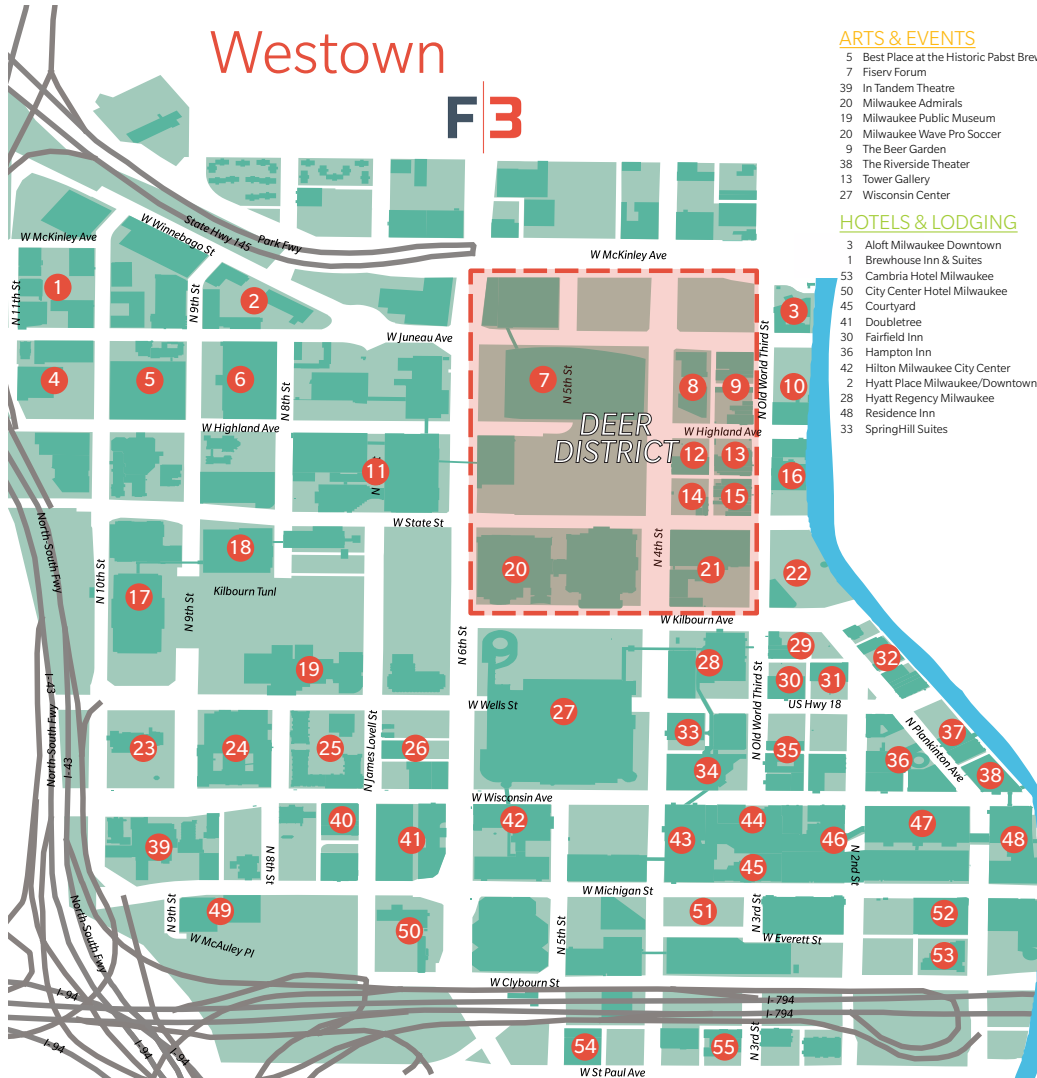 Westown
F 3
ARTS & EVENTS
5 Best Place at the Historic Pabst Brew
7 Fiserv Forum
39 In Tandem Theatre
20 Milwaukee Admirals
19 Milwaukee Public Museum
20 Milwaukee Wave Pro Soccer
9 The Beer Garden
38 The Riverside Theater
13 Tower Gallery
27 Wisconsin Center
HOTELS & LODGING
3 Aloft Milwaukee Downtown
1 Brewhouse Inn & Suites
53 Cambria Hotel Milwaukee
50 City Center Hotel Milwaukee
45 Courtyard
41 Doubletree
30 Fairfield Inn
36 Hampton Inn
42 Hilton Milwaukee City Center
2 Hyatt Place Milwaukee/Downtown
28 Hyatt Regency Milwaukee
48 Residence Inn
33 SpringHill Suites
State Hwy 145
Park Fwy
W Winnebago St
W McKinley Ave
W McKinley Ave
N 11th St
1
N 9th St
2
3
W Juneau Ave
N Old World Third St
4
5
6
N 8th St
7
N 5th St
8
9
10
DEER
DISTRICT
W Highland Ave
W Highland Ave
11
N
12
13
14
15
16
W State St
North-South Fwy
N 10th St
17
18
Kilbourn Tunl
N 9th St
20
N 4th St
21
22
W Kilbourn Ave
N 6th St
19
28
29
30
31
32
US Hwy 18
N Old World Third St
I-43
North-South Fwy
I-43
W Wells St
27
23
24
25
N James Lovell St
26
33
34
35
36
N Plankinton Ave
37
38
W Wisconsin Ave
39
N 8th St
40
41
42
43
44
45
46
N 2nd St
47
48
W Michigan St
North-South Fwy
N 9th St
49
W McAuley Pl
50
N 5th St
51
N 3rd St
W Everett St
52
53
W Clybourn St
I-94
I-794
I-794
I-94
I-94
I-94
54
55
N 3rd St
W St Paul Ave